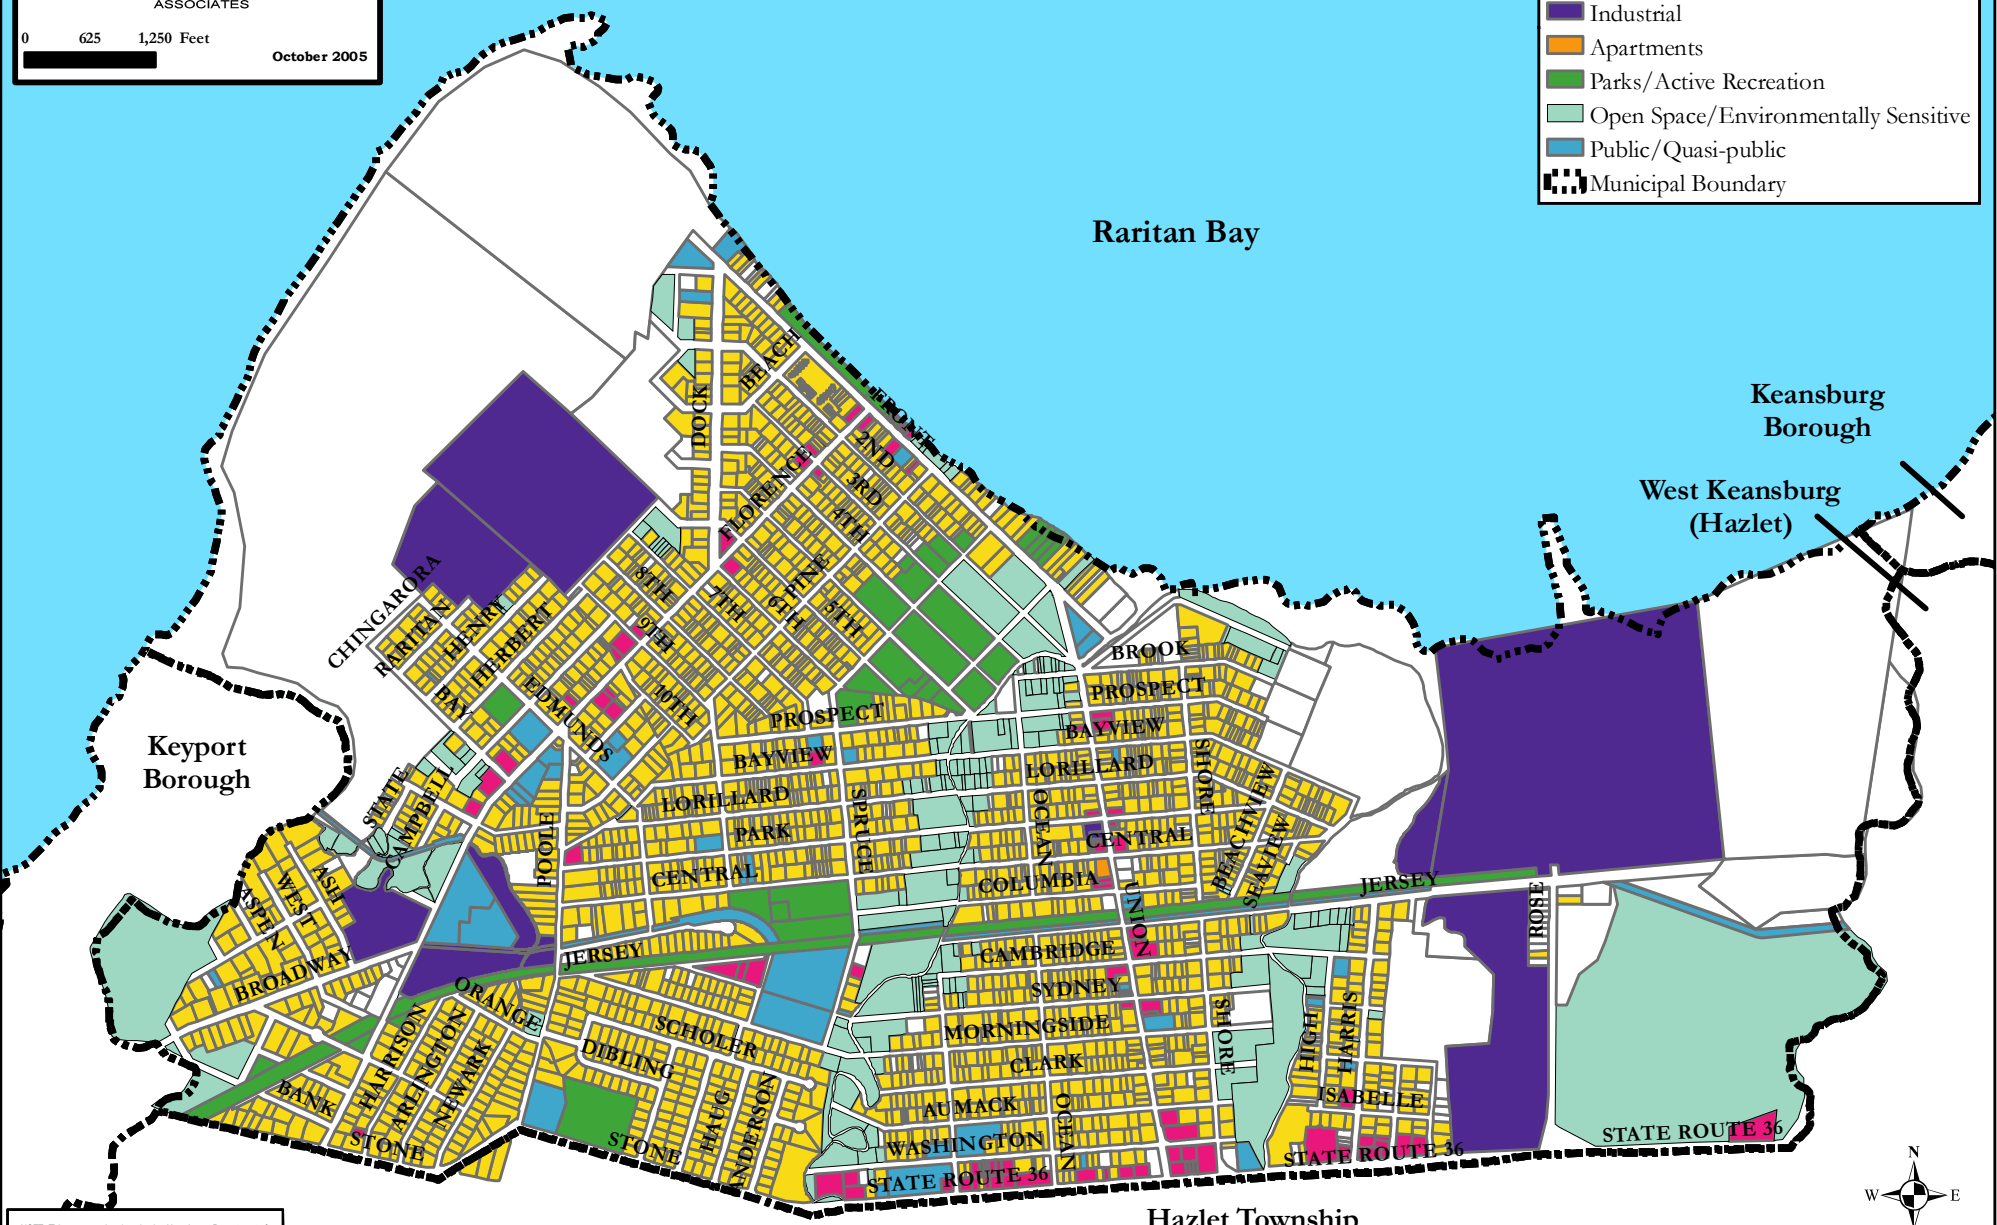 ASSOCIATES
0 625 1,250 Feet
October 2005
Industrial
Apartments
Parks/Active Recreation
Open Space/Environmentally Sensitive
Public/Quasi-public
Municipal Boundary
Raritan Bay
Keansburg
Borough
West Keansburg
(Hazlet)
Keyport
Borough
Hazlet Township
BEACH
FRONT
DOCK
2ND
FLORENCE
3RD
4TH
PINE
8TH
7TH
6TH
5TH
9TH
10TH
CHINGARORA
RARITAN
HENRY
HERBERT
BAY
EDMUNDS
BROOK
PROSPECT
PROSPECT
BAYVIEW
BAYVIEW
LORILLARD
LORILLARD
SHORE
STATE
CAMPBELL
POOLE
PARK
SPRUCE
OCEAN
CENTRAL
CENTRAL
BEACHVIEW
SEAVIEW
COLUMBIA
UNION
JERSEY
ROSE
ASH
WEST
ASPEN
BROADWAY
JERSEY
CAMBRIDGE
ORANGE
SYDNEY
SCHOLER
MORNINGSIDE
SHORE
HIGH
HARRIS
DIBLING
CLARK
HARRISON
ARLINGTON
NEWARK
BANK
HAUG
ANDERSON
AUMACK
OCEAN
ISABELLE
STONE
STONE
WASHINGTON
STATE ROUTE 36
STATE ROUTE 36
STATE ROUTE 36
N
W E